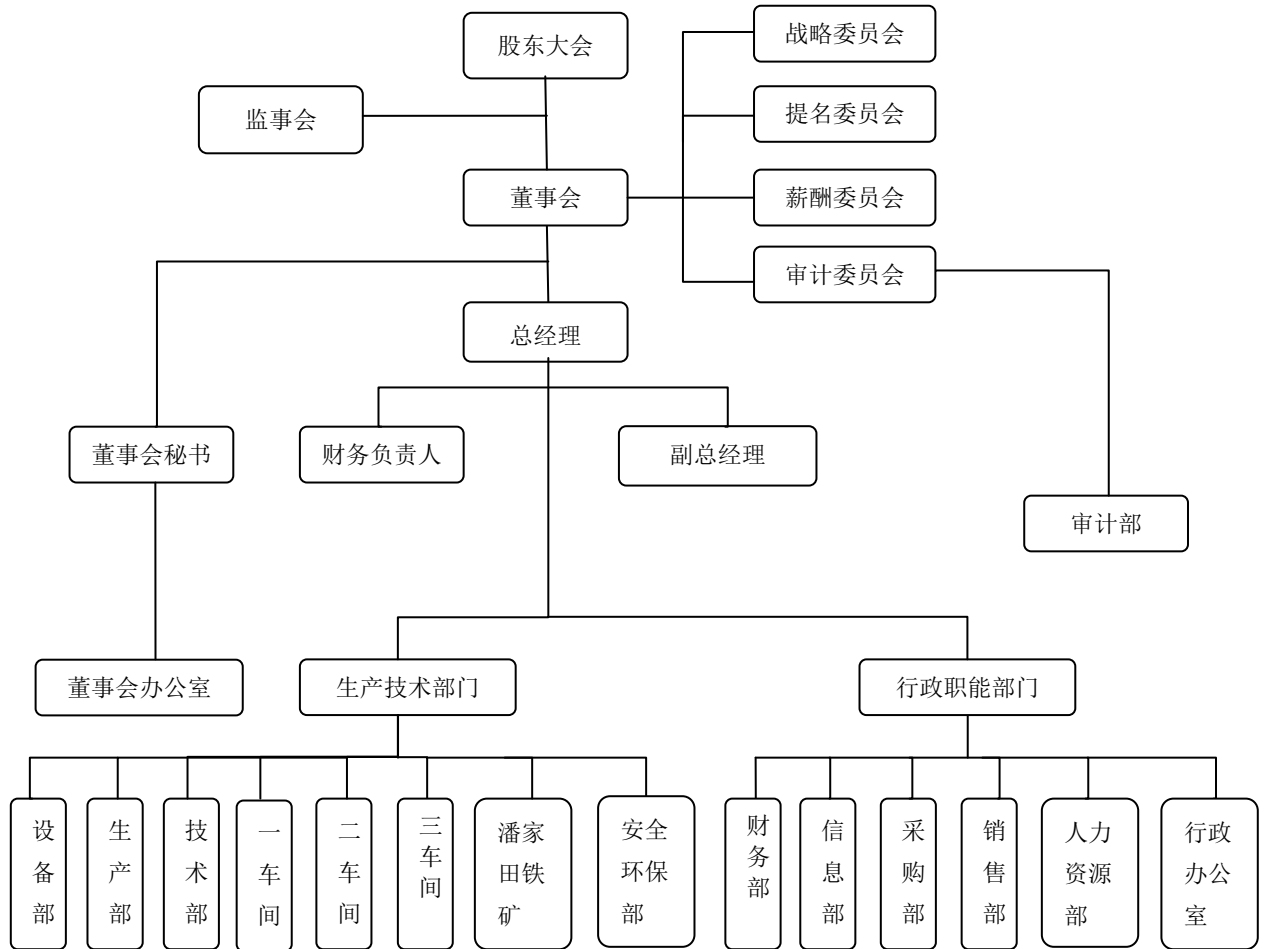 股东大会
战略委员会
监事会
提名委员会
董事会
薪酬委员会
审计委员会
总经理
董事会秘书
财务负责人
副总经理
审计部
董事会办公室
生产技术部门
行政职能部门
设备部
生产部
技术部
一车间
二车间
三车间
潘家
田铁
矿
安全
环保
部
财务部
信息部
采购部
销售部
人力
资源
部
行政
办公
室